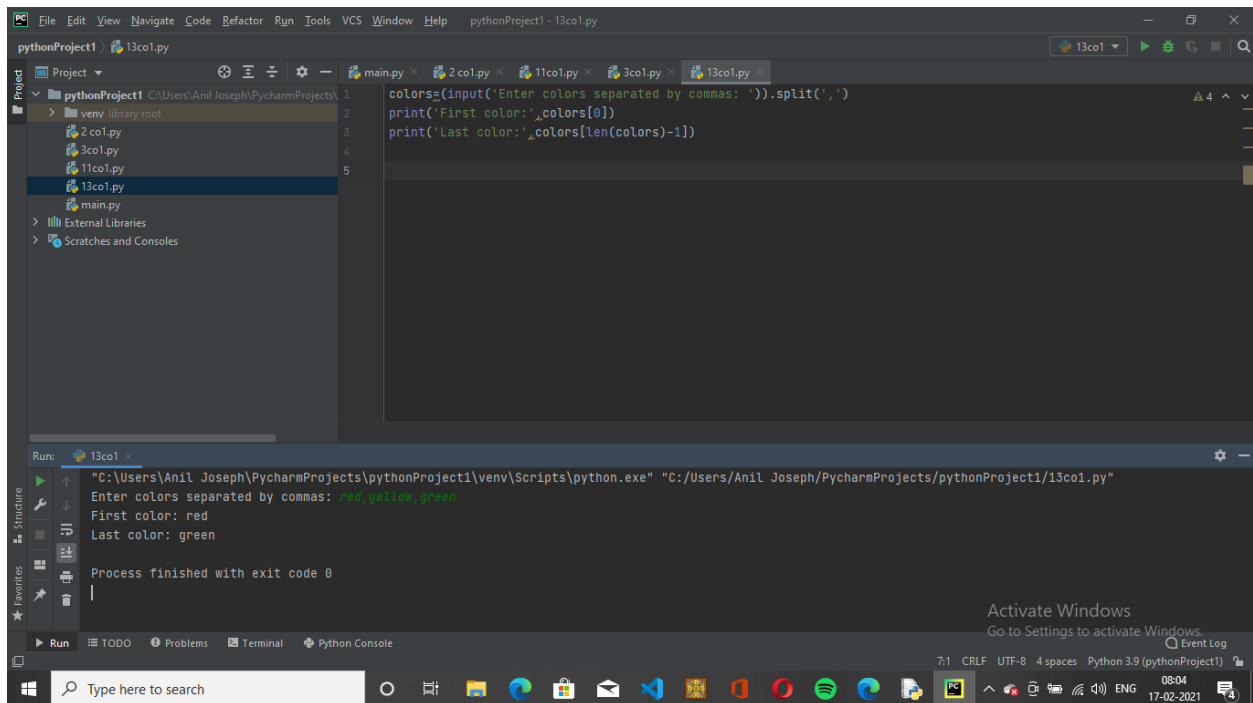 PC File Edit View Navigate Code Refactor Run Tools VCS Window Help pythonProject1 - 13co1.py
pythonProject1 13co1.py 13co1
Project
Project main.py 2 co1.py 11co1.py 3co1.py 13co1.py
pythonProject1 C:\Users\Anil Joseph\PycharmProjects\
venv library root
2 co1.py
3co1.py
11co1.py
13co1.py
main.py
External Libraries
Scratches and Consoles
1 colors=(input('Enter colors separated by commas: ')).split(',')
2 print('First color:',colors[0])
3 print('Last color:',colors[len(colors)-1])
4
5
4
Run: 13co1
"C:\Users\Anil Joseph\PycharmProjects\pythonProject1\venv\Scripts\python.exe" "C:/Users/Anil Joseph/PycharmProjects/pythonProject1/13co1.py"
Enter colors separated by commas: red,yellow,green
First color: red
Last color: green
Process finished with exit code 0
Structure
Favorites
Activate Windows
Go to Settings to activate Windows.
Run TODO Problems Terminal Python Console Event Log
7:1 CRLF UTF-8 4 spaces Python 3.9 (pythonProject1)
Type here to search
PC
ENG
08:04
17-02-2021
4